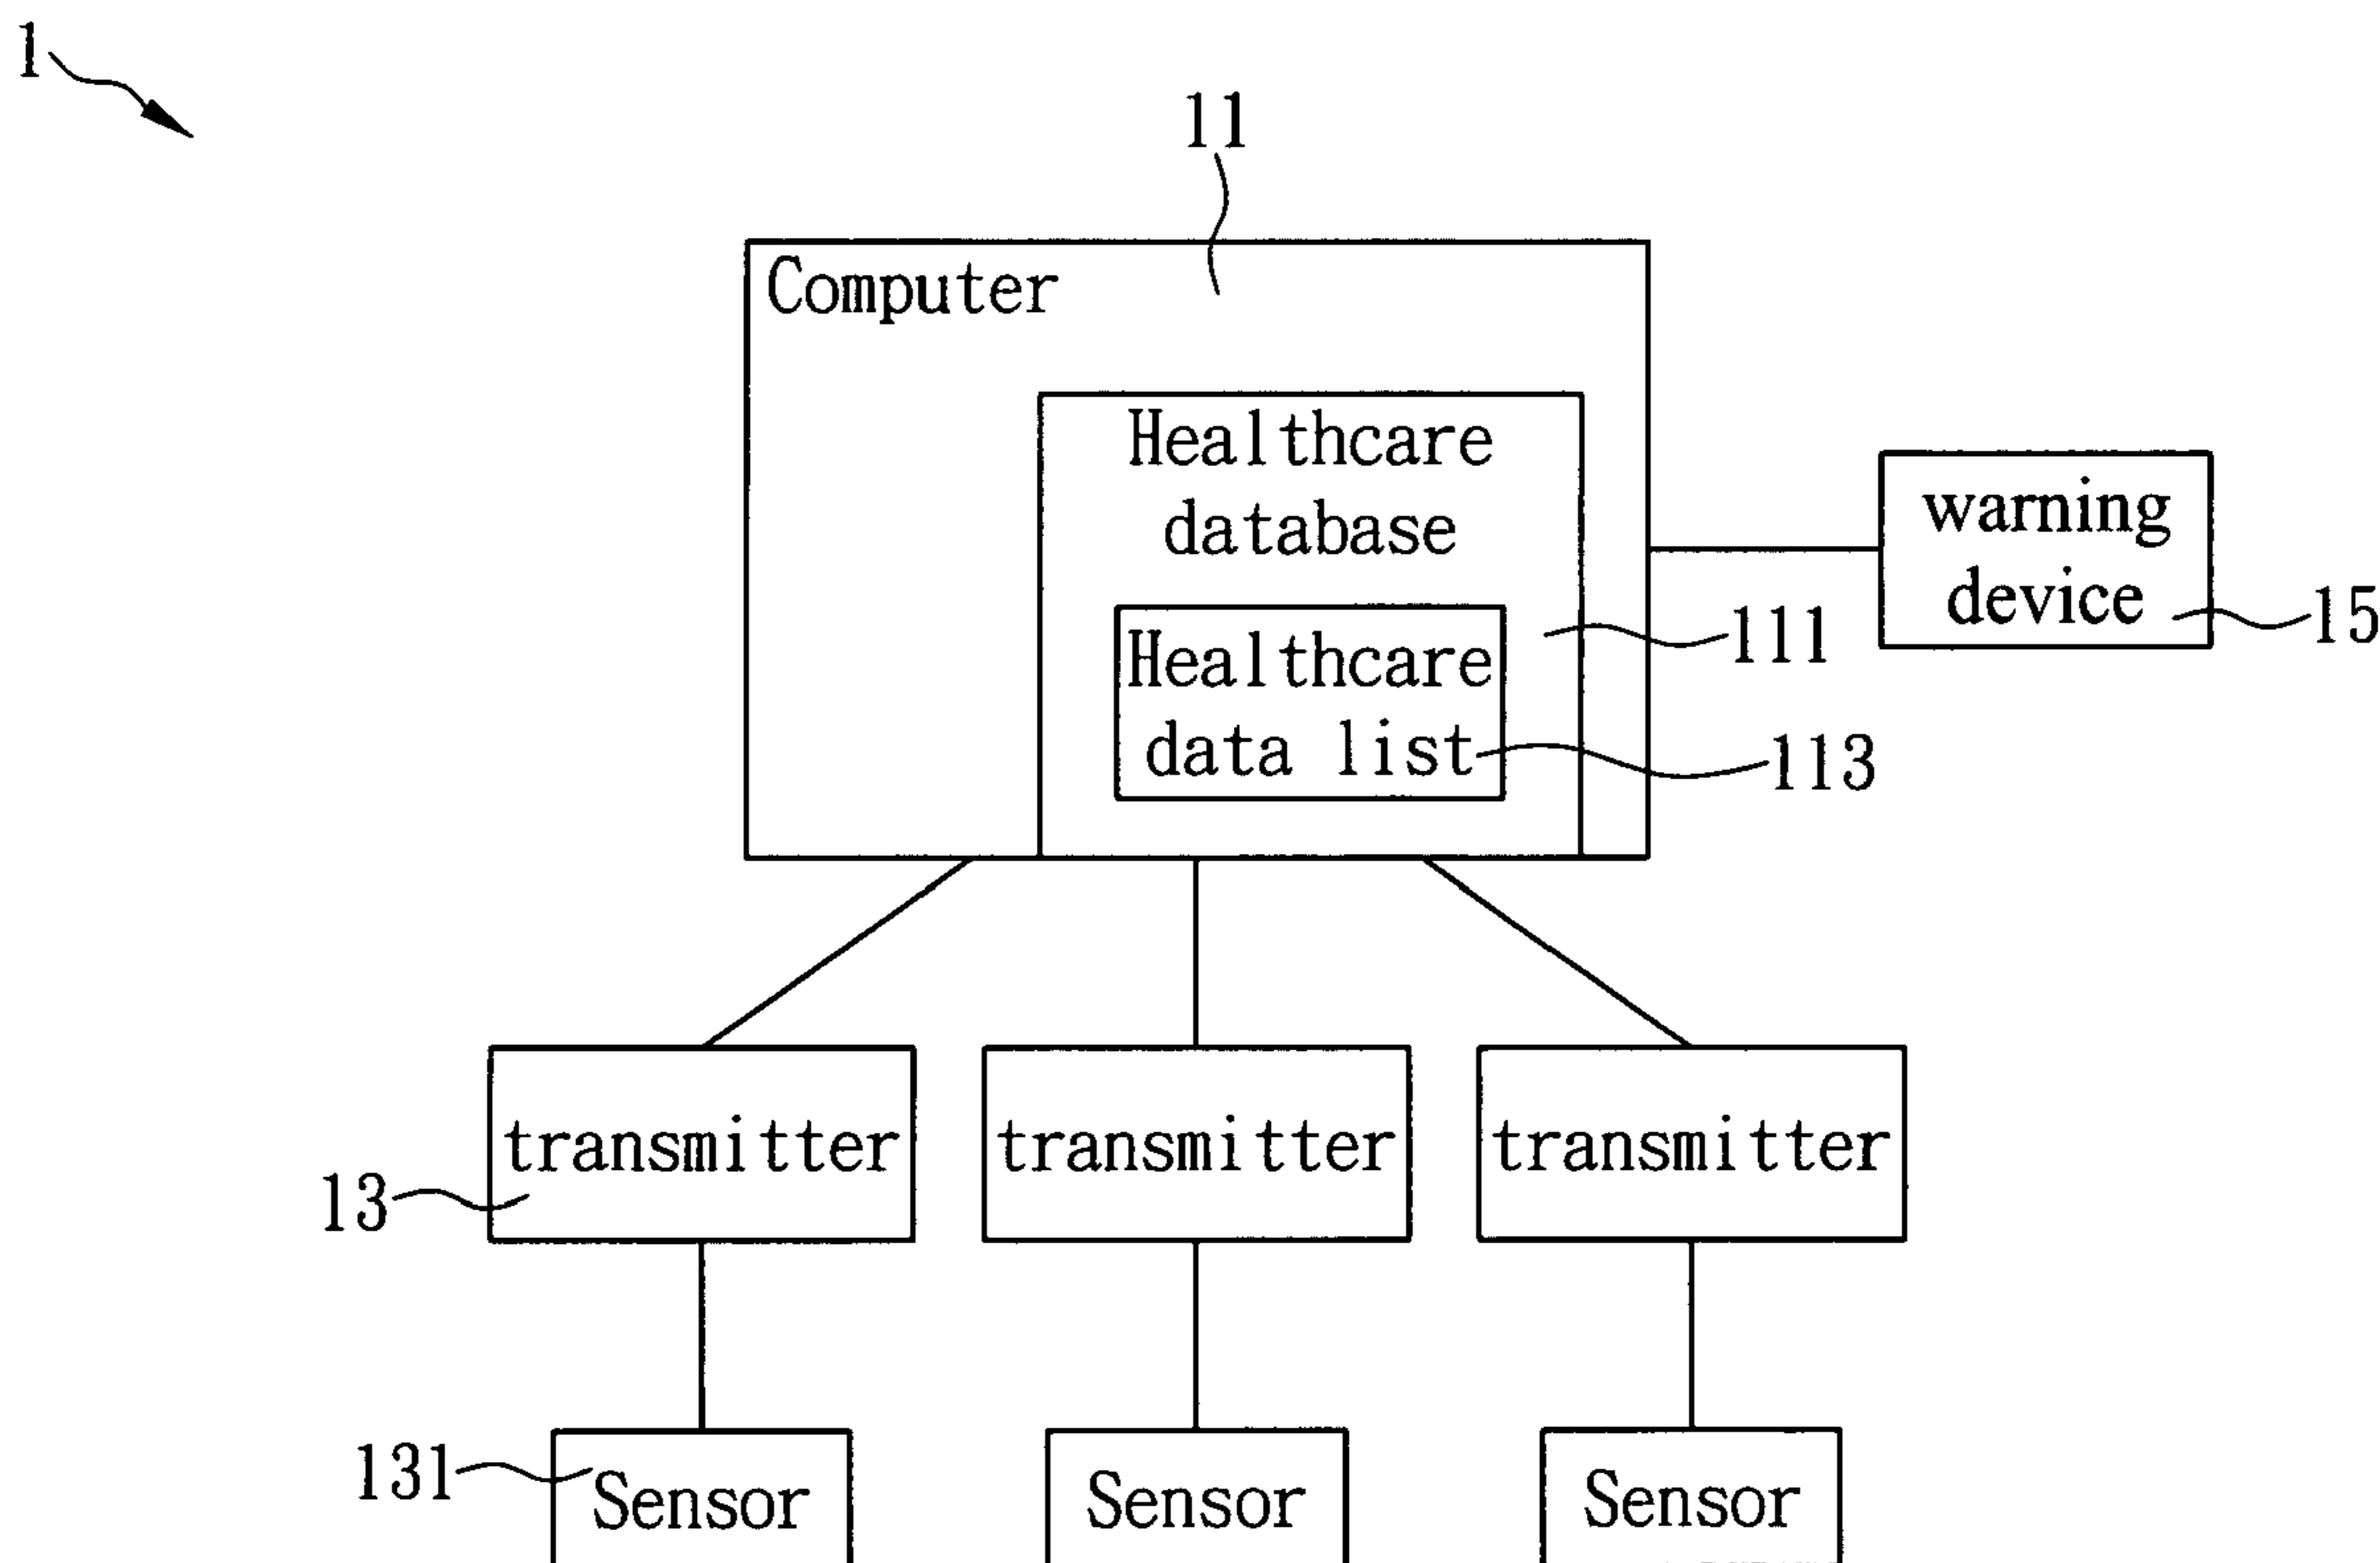 1
11
Computer
Healthcare
database
warning
device
15
111
Healthcare
data list
113
transmitter
transmitter
transmitter
13
131
Sensor
Sensor
Sensor